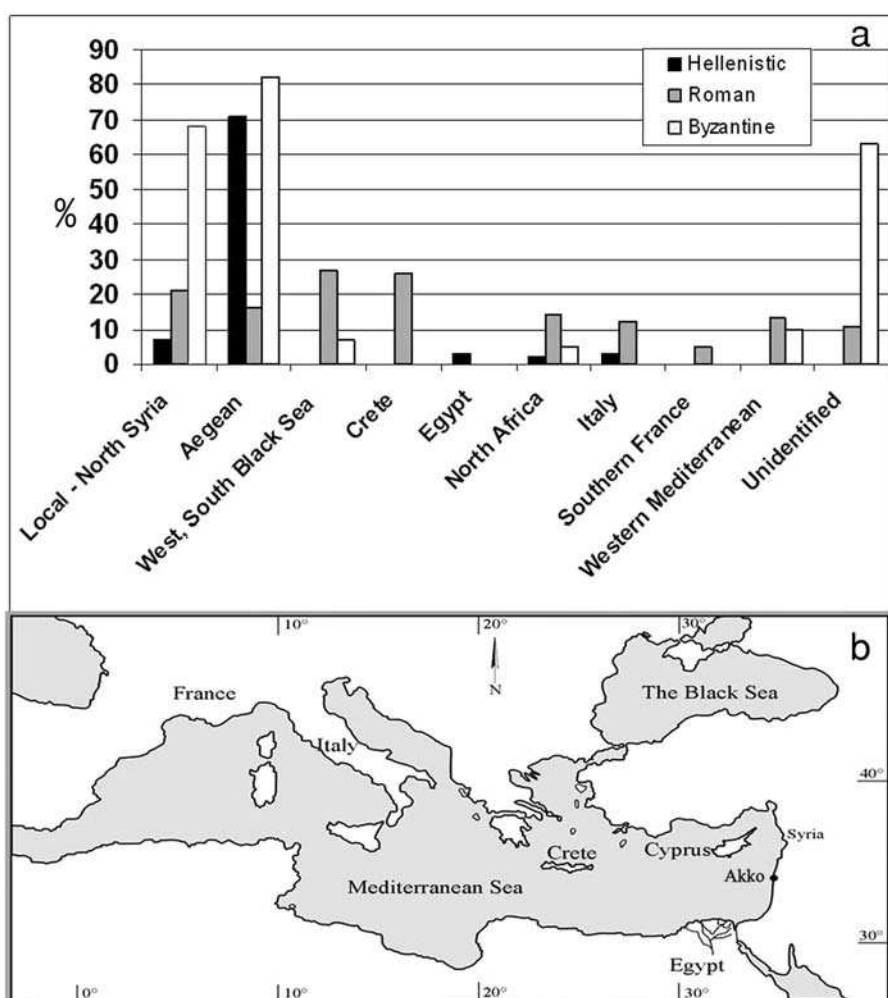 a
90
80
70
60
50
40
30
20
10
0
%
Hellenistic
Roman
Byzantine
Local - North Syria
Aegean
West, South Black Sea
Crete
Egypt
North Africa
Italy
Southern France
Western Mediterranean
Unidentified
b
10°
20°
30°
N
France
The Black Sea
Italy
40°
Crete
Cyprus
Syria
Akko
Mediterranean Sea
30°
Egypt
0°
10°
20°
30°